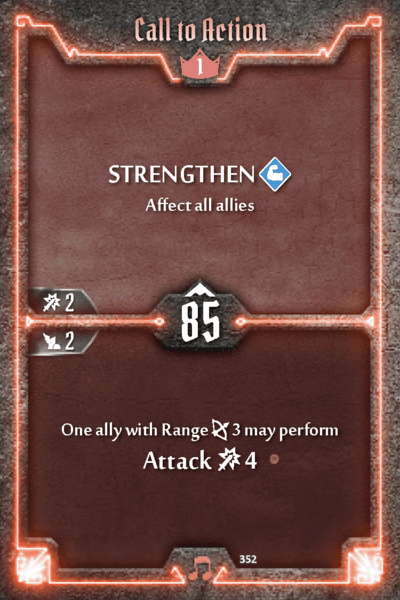 Call to Action
1
STRENGTHEN
Affect all allies
2
85
2
One ally with Range 3 may perform
Attack 4
352